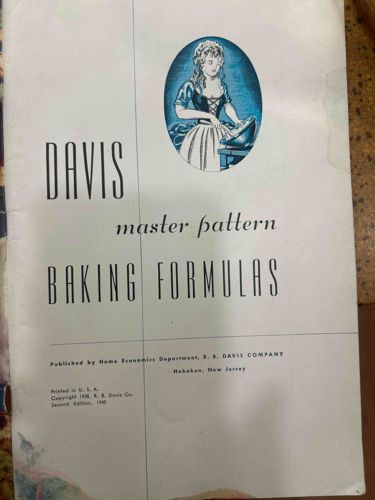 DAVIS
master pattern
BAKING FORMULAS
Published by Home Economics Department, R. B. DAVIS COMPANY
Hoboken, New Jersey
Printed in U. S. A.
Copyright 1938, R. B. Davis Co.
Second Edition, 1940